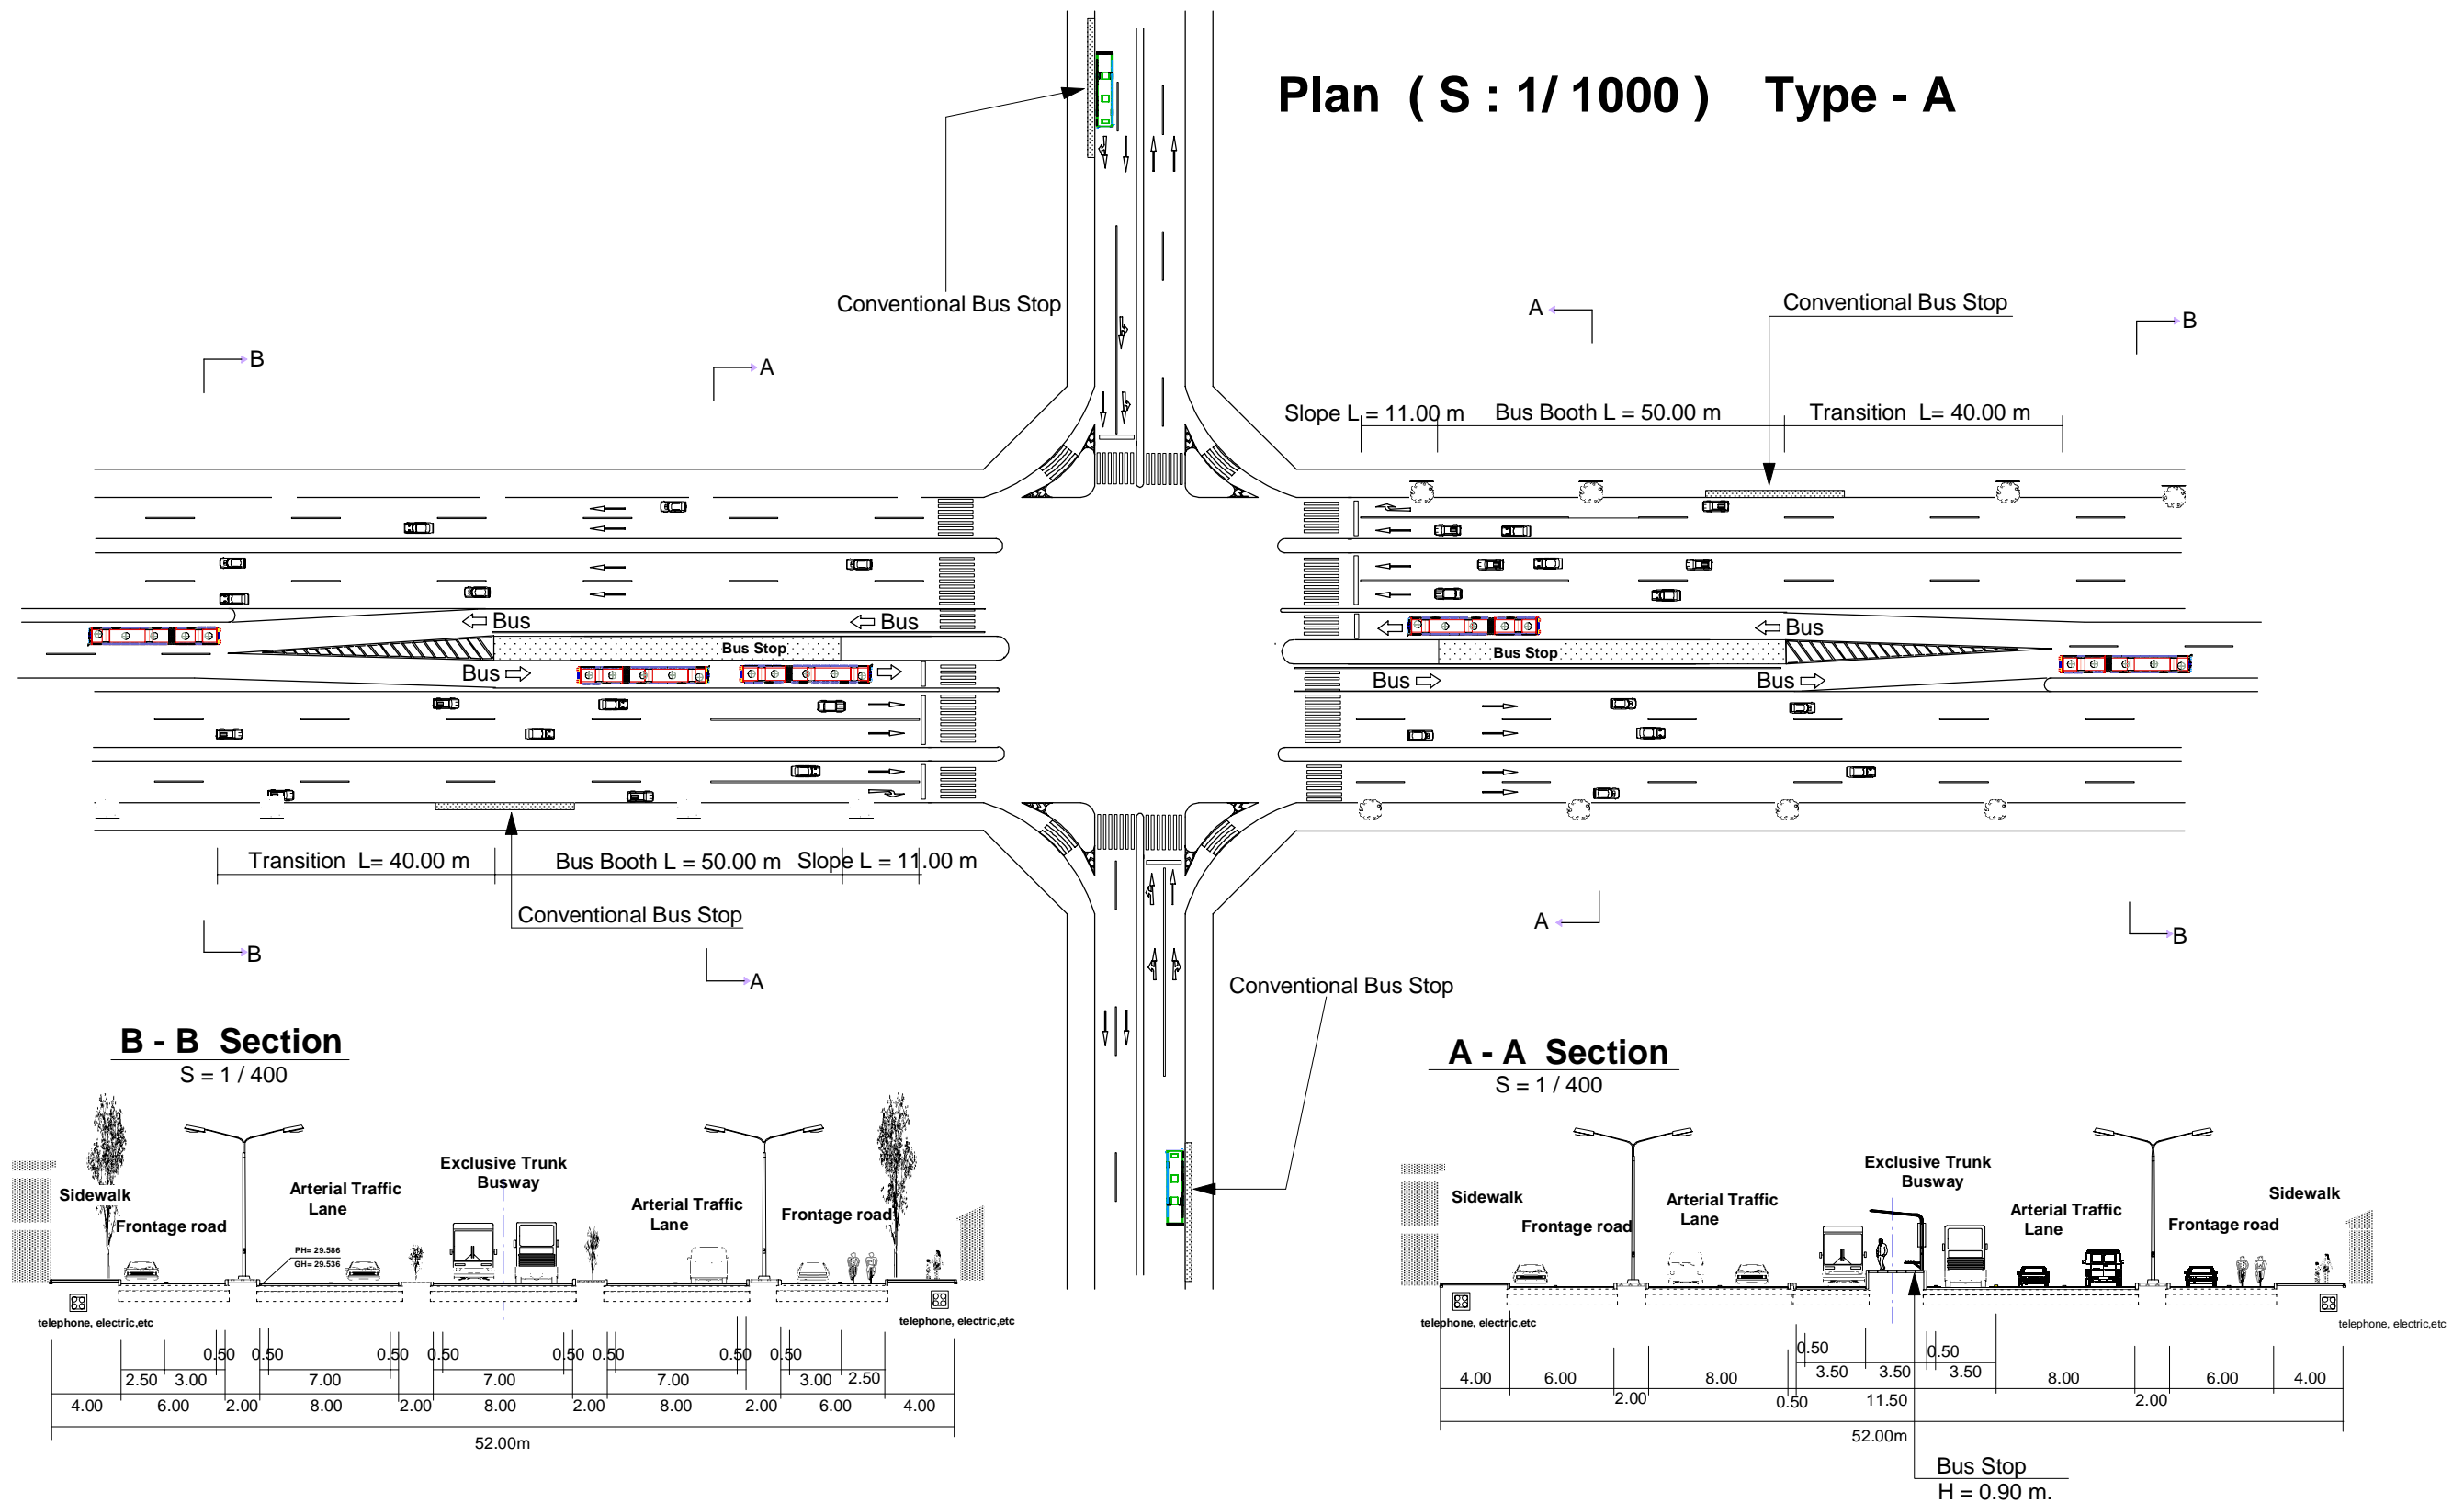 Plan ( S : 1/ 1000 ) Type - A
Conventional Bus Stop
A
Conventional Bus Stop
B
B
A
Slope L = 11.00 m Bus Booth L = 50.00 m Transition L= 40.00 m
Bus
Bus
Bus Stop
Bus
Bus
Bus Stop
Bus
Bus
Transition L= 40.00 m Bus Booth L = 50.00 m Slope L = 11.00 m
Conventional Bus Stop
A
B
B
A
Conventional Bus Stop
B - B Section
S = 1 / 400
Sidewalk
Frontage road
Arterial Traffic
Lane
Exclusive Trunk
Busway
Arterial Traffic
Lane
Frontage road
PH= 29.586
GH= 29.536
telephone, electric,etc
telephone, electric,etc
0.50 0.50 0.50 0.50 0.50 0.50 0.50 0.50
2.50 3.00 7.00 7.00 7.00 3.00 2.50
4.00 6.00 2.00 8.00 2.00 8.00 2.00 8.00 2.00 6.00 4.00
52.00m
A - A Section
S = 1 / 400
Sidewalk
Frontage road
Arterial Traffic
Lane
Exclusive Trunk
Busway
Arterial Traffic
Lane
Frontage road
Sidewalk
telephone, electric,etc
telephone, electric,etc
0.50 0.50
3.50 3.50 3.50
4.00 6.00 8.00 8.00 6.00 4.00
2.00 0.50 11.50 2.00
52.00m
Bus Stop
H = 0.90 m.